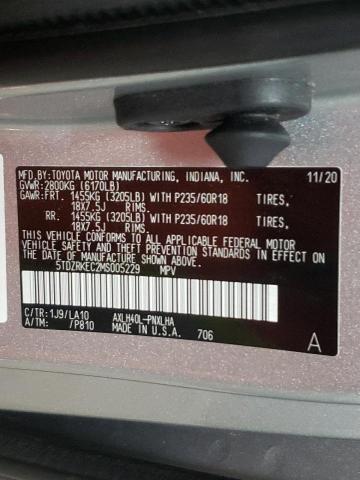 MFD.BY:TOYOTA MOTOR MANUFACTURING, INDIANA, INC. 11/20
GVWR:2800KG (6170LB)
GAWR:FRT. 1455KG (3205LB) WITH P235/60R18 TIRES,
18X7.5J RIMS.
RR. 1455KG (3205LB) WITH P235/60R18 TIRES,
18X7.5J RIMS.
THIS VEHICLE CONFORMS TO ALL APPLICABLE FEDERAL MOTOR
VEHICLE SAFETY AND THEFT PREVENTION STANDARDS IN EFFECT ON
THE DATE OF MANUFACTURE SHOWN ABOVE.
5TDZRKEC2MS005229 MPV
C/TR:1J9/LA10 AXLH40L-PNXLHA
A/TM: /P810 MADE IN U.S.A. 706
A